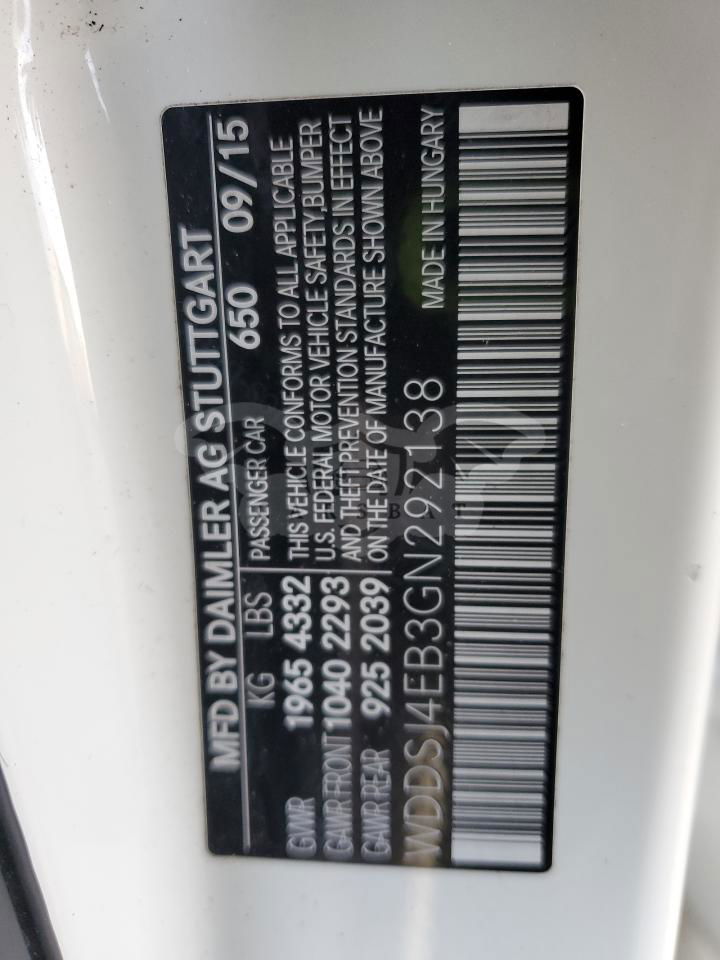 MFD BY DAIMLER AG STUTTGART
KG LBS PASSENGER CAR 650 09/15
GVWR 1965 4332 THIS VEHICLE CONFORMS TO ALL APPLICABLE
GAWR FRONT 1040 2293 U.S. FEDERAL MOTOR VEHICLE SAFETY,BUMPER
GAWR REAR 925 2039 AND THEFT PREVENTION STANDARDS IN EFFECT
ON THE DATE OF MANUFACTURE SHOWN ABOVE
WDDSJ4EB3GN292138 MADE IN HUNGARY